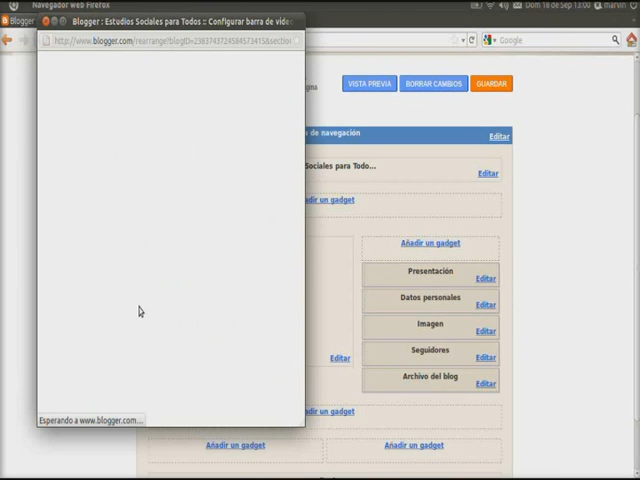 Navegador web Firefox
Dom 18 de Sep 13:00
marvin
Blogger
Blogger : Estudios Sociales para Todos :: Configurar barra de vide
http://www.blogger.com/rearrange?blogID=2383743724584573415&section
Google
página
VISTA PREVIA
BORRAR CAMBIOS
GUARDAR
a de navegación
Editar
Sociales para Todo...
Editar
adir un gadget
Añadir un gadget
Presentación
Editar
Datos personales
Editar
Imagen
Editar
Seguidores
Editar
Editar
Archivo del blog
Editar
adir un gadget
Esperando a www.blogger.com...
Añadir un gadget
Añadir un gadget